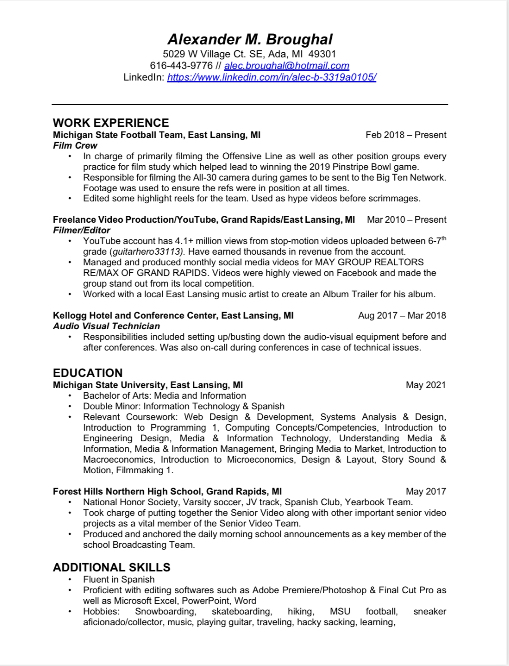 Alexander M. Broughal
5029 W Village Ct. SE, Ada, MI 49301
616-443-9776 // alec.broughal@hotmail.com
LinkedIn: https://www.linkedin.com/in/alec-b-3319a0105/
WORK EXPERIENCE
Michigan State Football Team, East Lansing, MI Feb 2018 – Present
Film Crew
• In charge of primarily filming the Offensive Line as well as other position groups every
practice for film study which helped lead to winning the 2019 Pinstripe Bowl game.
• Responsible for filming the All-30 camera during games to be sent to the Big Ten Network.
Footage was used to ensure the refs were in position at all times.
• Edited some highlight reels for the team. Used as hype videos before scrimmages.
Freelance Video Production/YouTube, Grand Rapids/East Lansing, MI Mar 2010 – Present
Filmer/Editor
• YouTube account has 4.1+ million views from stop-motion videos uploaded between 6-7th
grade (guitarhero33113). Have earned thousands in revenue from the account.
• Managed and produced monthly social media videos for MAY GROUP REALTORS
RE/MAX OF GRAND RAPIDS. Videos were highly viewed on Facebook and made the
group stand out from its local competition.
• Worked with a local East Lansing music artist to create an Album Trailer for his album.
Kellogg Hotel and Conference Center, East Lansing, MI Aug 2017 – Mar 2018
Audio Visual Technician
• Responsibilities included setting up/busting down the audio-visual equipment before and
after conferences. Was also on-call during conferences in case of technical issues.
EDUCATION
Michigan State University, East Lansing, MI May 2021
• Bachelor of Arts: Media and Information
• Double Minor: Information Technology & Spanish
• Relevant Coursework: Web Design & Development, Systems Analysis & Design,
Introduction to Programming 1, Computing Concepts/Competencies, Introduction to
Engineering Design, Media & Information Technology, Understanding Media &
Information, Media & Information Management, Bringing Media to Market, Introduction to
Macroeconomics, Introduction to Microeconomics, Design & Layout, Story Sound &
Motion, Filmmaking 1.
Forest Hills Northern High School, Grand Rapids, MI May 2017
• National Honor Society, Varsity soccer, JV track, Spanish Club, Yearbook Team.
• Took charge of putting together the Senior Video along with other important senior video
projects as a vital member of the Senior Video Team.
• Produced and anchored the daily morning school announcements as a key member of the
school Broadcasting Team.
ADDITIONAL SKILLS
• Fluent in Spanish
• Proficient with editing softwares such as Adobe Premiere/Photoshop & Final Cut Pro as
well as Microsoft Excel, PowerPoint, Word
• Hobbies: Snowboarding, skateboarding, hiking, MSU football, sneaker
aficionado/collector, music, playing guitar, traveling, hacky sacking, learning,